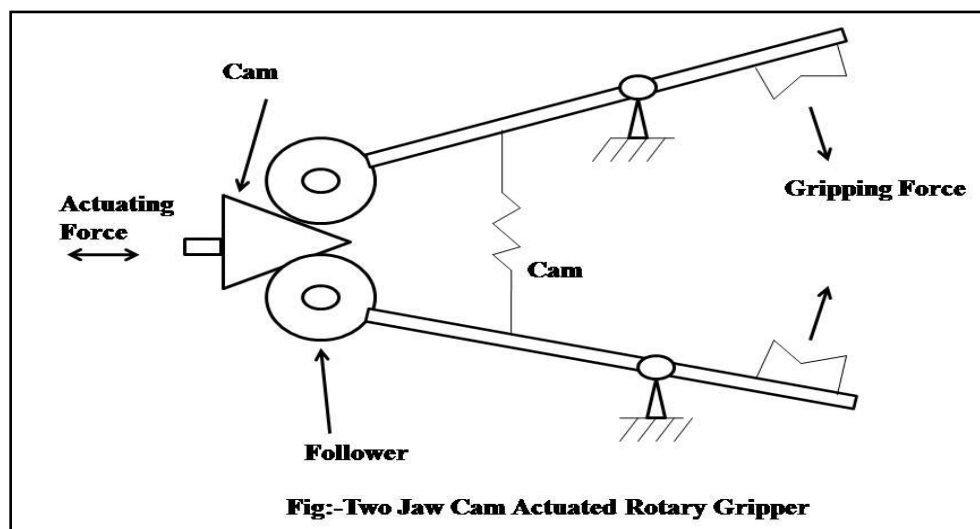 Cam
Actuating
Force
Gripping Force
Cam
Follower
Fig:-Two Jaw Cam Actuated Rotary Gripper